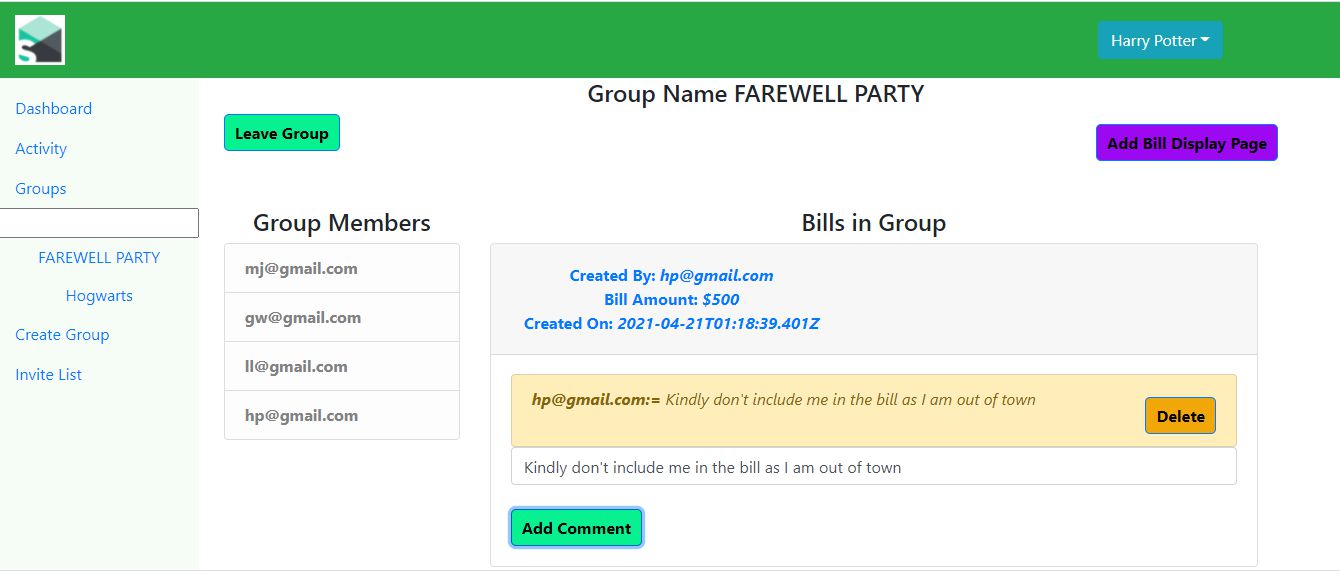 S
Harry Potter
Dashboard
Activity
Groups
FAREWELL PARTY
Hogwarts
Create Group
Invite List
Group Name FAREWELL PARTY
Leave Group
Add Bill Display Page
Group Members
mj@gmail.com
gw@gmail.com
ll@gmail.com
hp@gmail.com
Bills in Group
Created By: hp@gmail.com
Bill Amount: $500
Created On: 2021-04-21T01:18:39.401Z
hp@gmail.com:= Kindly don't include me in the bill as I am out of town
Delete
Kindly don't include me in the bill as I am out of town
Add Comment